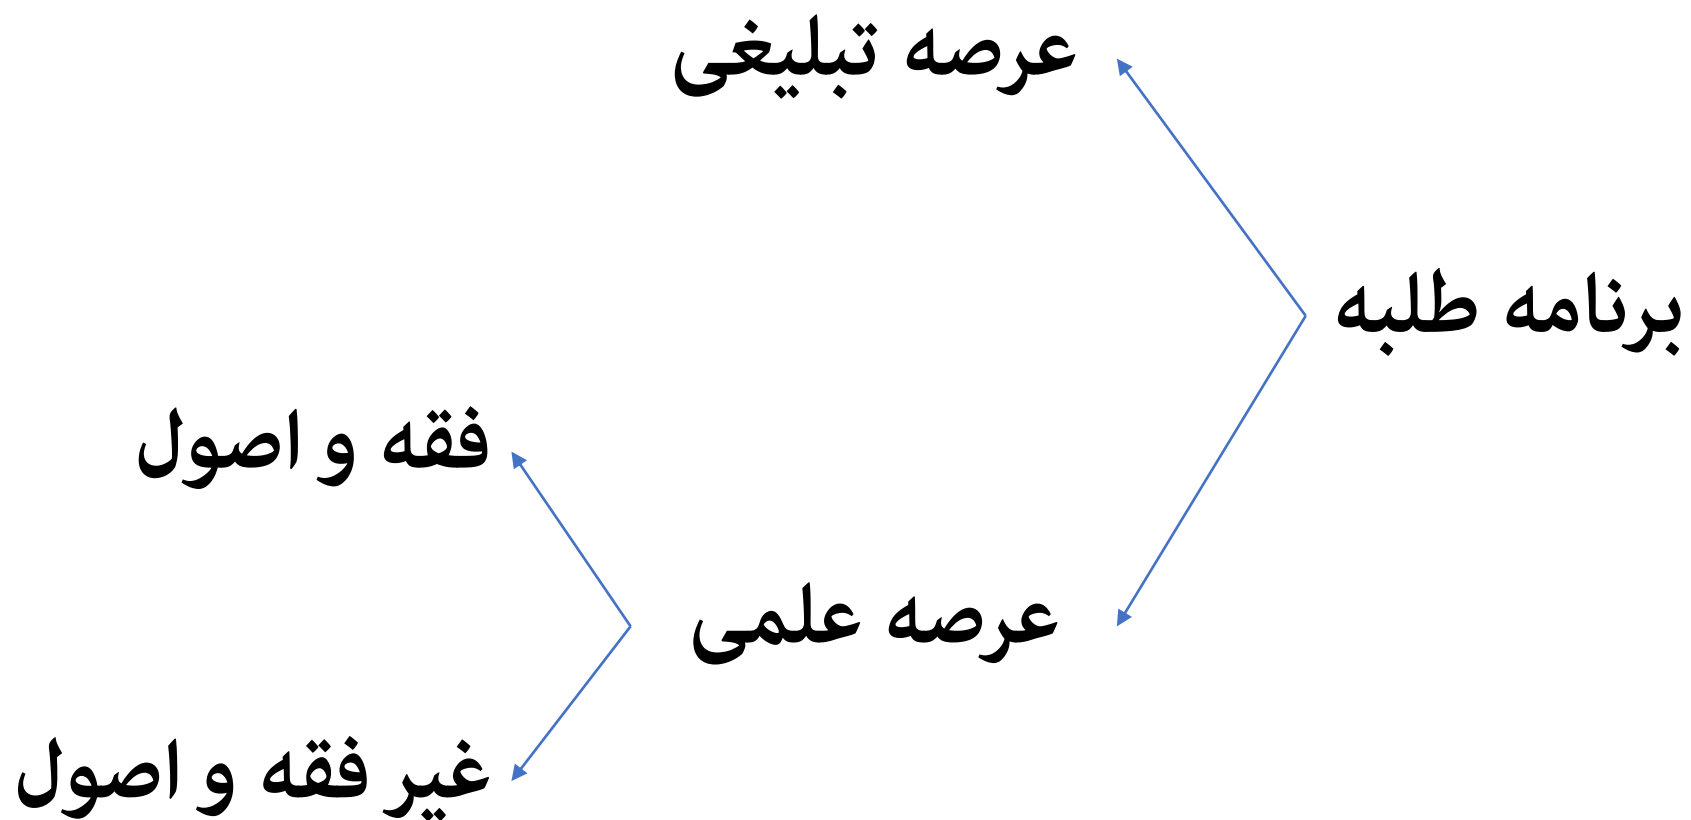 عرصه تبلیغی
برنامه طلبه
فقه و اصول
عرصه علمی
غیر فقه و اصول